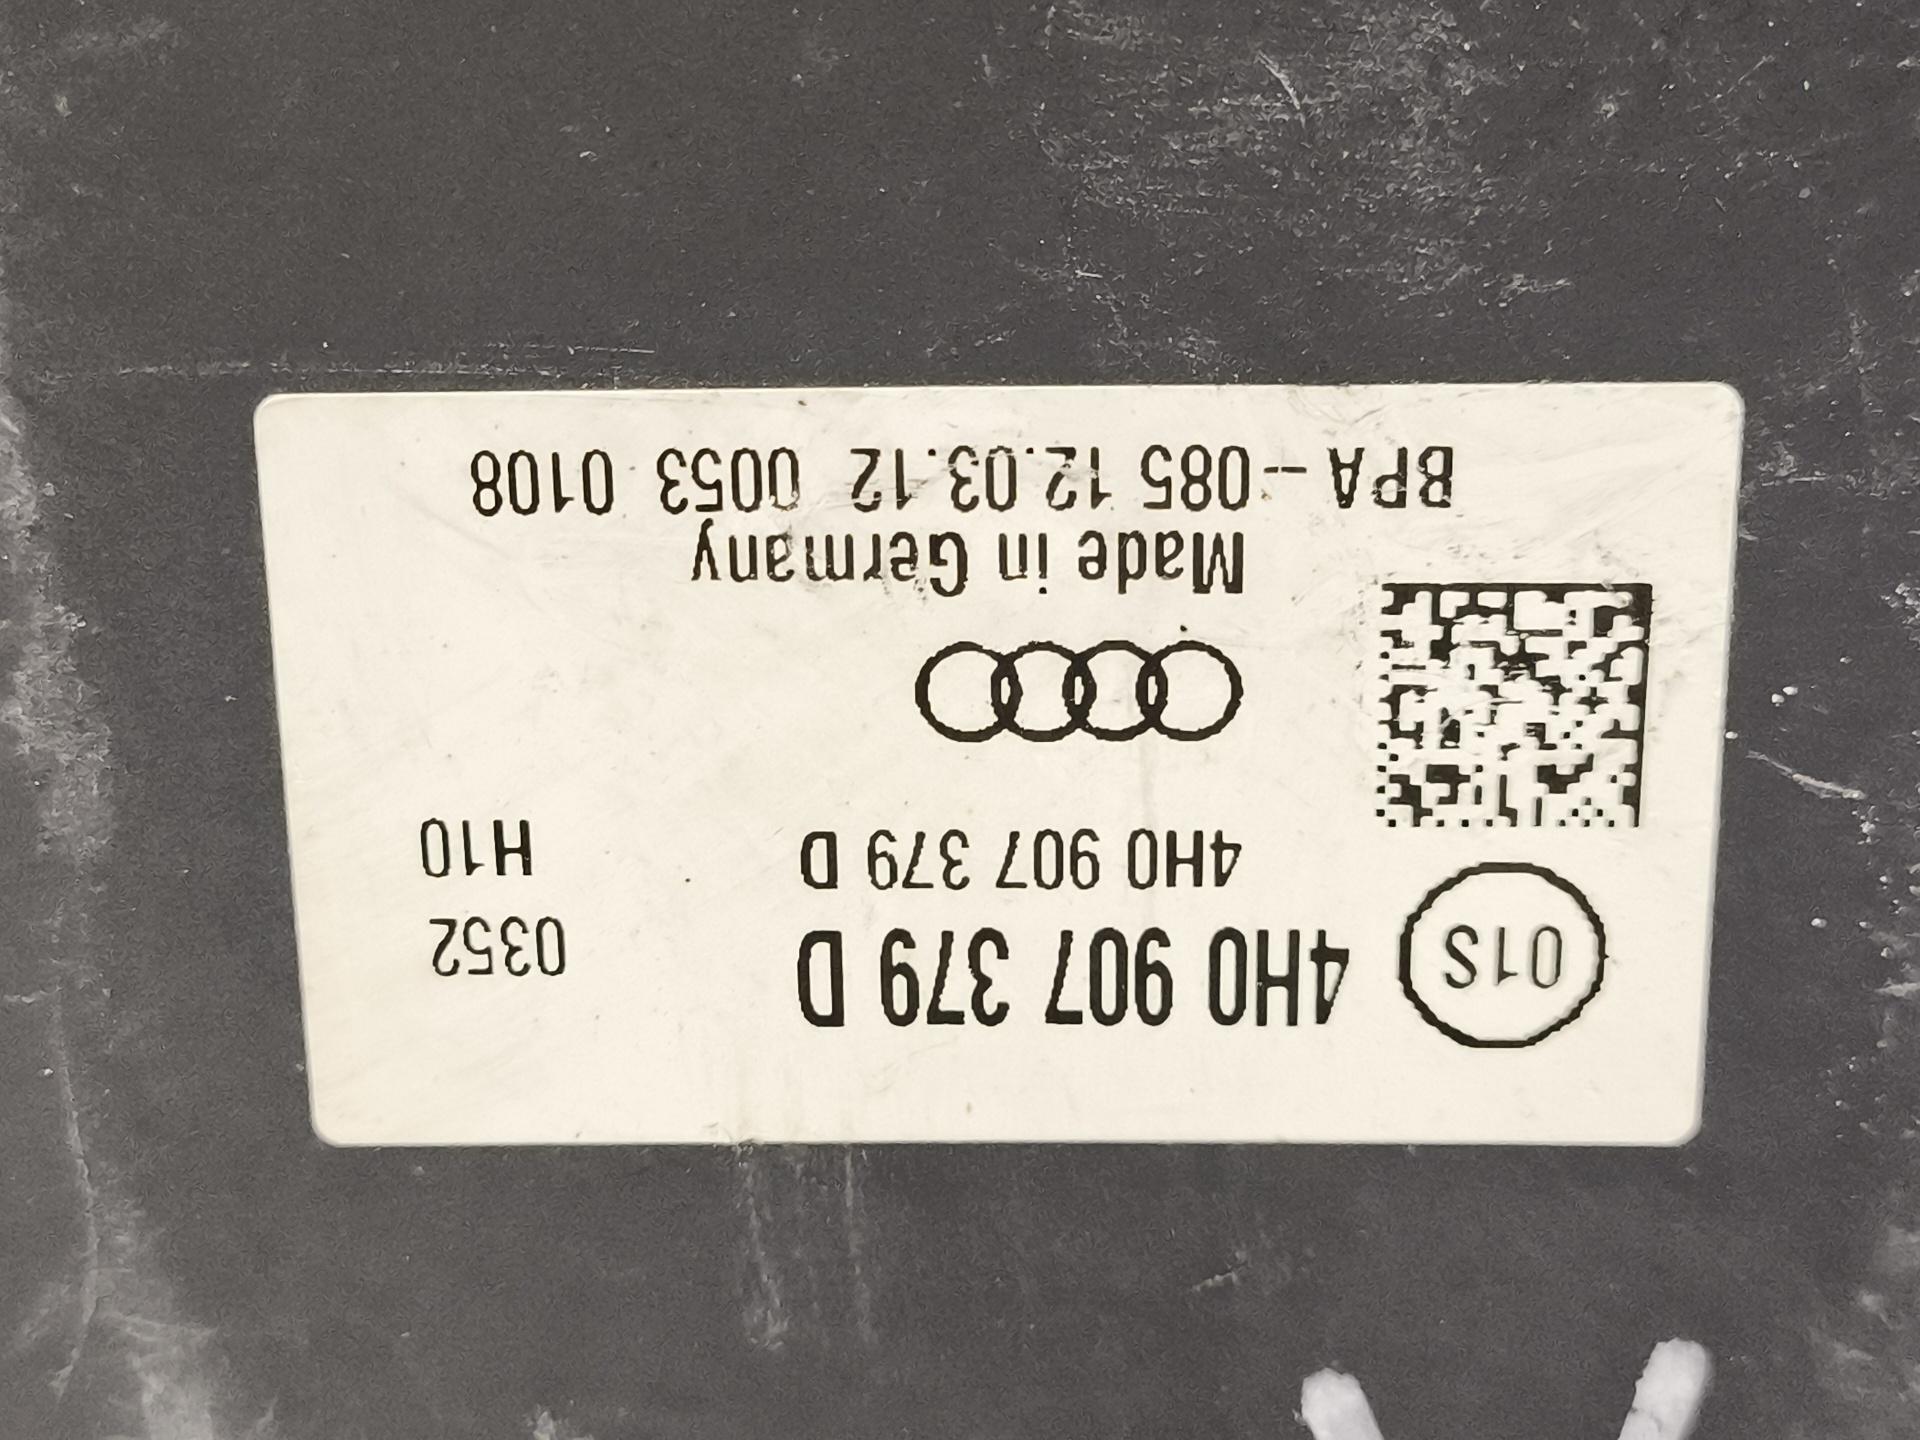 01S
4H0 907 379 D 0352
4H0 907 379 D H10
Made in Germany
BPA -- 085 12.03.12 0053 0108